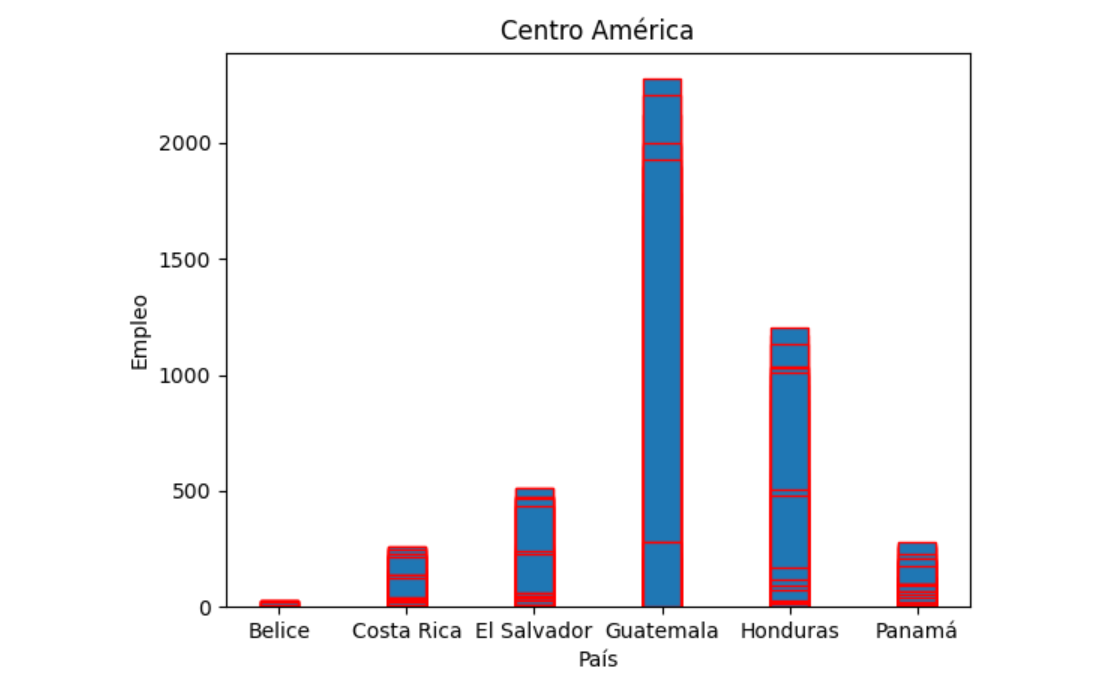 Centro América
Empleo
2000
1500
1000
500
0
Belice Costa Rica El Salvador Guatemala Honduras Panamá
País